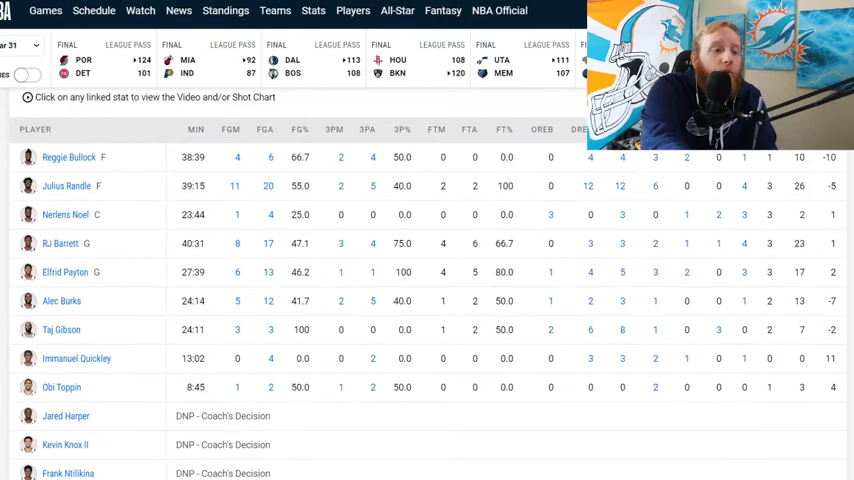 BA Games Schedule Watch News Standings Teams Stats Players All-Star Fantasy NBA Official
ar 31 FINAL LEAGUE PASS FINAL LEAGUE PASS FINAL LEAGUE PASS FINAL LEAGUE PASS FINAL LEAGUE PASS
POR 124 MIA 92 DAL 113 HOU 108 UTA 111
RES DET 101 IND 87 BOS 108 BKN 120 MEM 107
Click on any linked stat to view the Video and/or Shot Chart
PLAYER MIN FGM FGA FG% 3PM 3PA 3P% FTM FTA FT% OREB DRE
Reggie Bullock F 38:39 4 6 66.7 2 4 50.0 0 0 0.0 0 4 4 3 2 0 1 1 10 -10
Julius Randle F 39:15 11 20 55.0 2 5 40.0 2 2 100 0 12 12 6 0 0 4 3 26 -5
Nerlens Noel C 23:44 1 4 25.0 0 0 0.0 0 0 0.0 3 0 3 0 1 2 3 3 2 1
RJ Barrett G 40:31 8 17 47.1 3 4 75.0 4 6 66.7 0 3 3 2 1 1 4 3 23 1
Elfrid Payton G 27:39 6 13 46.2 1 1 100 4 5 80.0 1 4 5 3 2 0 3 3 17 2
Alec Burks 24:14 5 12 41.7 2 5 40.0 1 2 50.0 1 2 3 1 0 0 1 2 13 -7
Taj Gibson 24:11 3 3 100 0 0 0.0 1 2 50.0 2 6 8 1 0 3 0 2 7 -2
Immanuel Quickley 13:02 0 4 0.0 0 2 0.0 0 0 0.0 0 3 3 2 1 0 1 0 0 11
Obi Toppin 8:45 1 2 50.0 1 2 50.0 0 0 0.0 0 0 0 2 0 0 0 1 3 4
Jared Harper DNP - Coach's Decision
Kevin Knox II DNP - Coach's Decision
Frank Ntilikina DNP - Coach's Decision